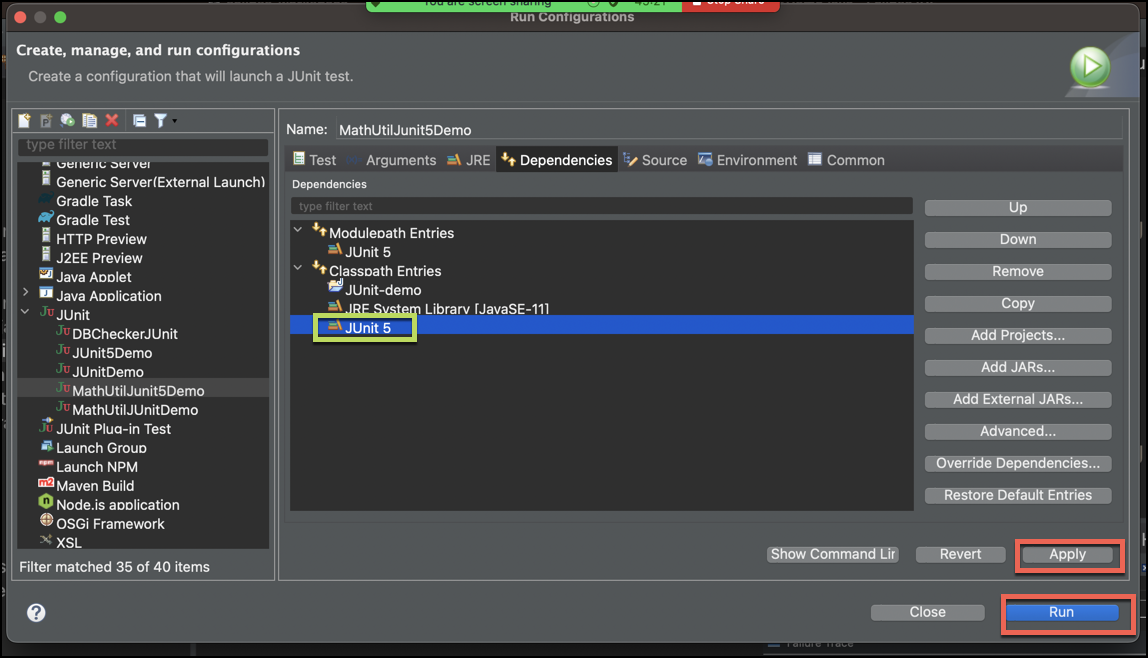 You are screen sharing
Stop Share
Run Configurations
Create, manage, and run configurations
Create a configuration that will launch a JUnit test.
type filter text
Generic Server
Generic Server(External Launch)
Gradle Task
Gradle Test
HTTP Preview
J2EE Preview
Java Applet
Java Application
JUnit
DBCheckerJUnit
JUnit5Demo
JUnitDemo
MathUtilJunit5Demo
MathUtilJUnitDemo
JUnit Plug-in Test
Launch Group
Launch NPM
Maven Build
Node.js application
OSGi Framework
XSL
Filter matched 35 of 40 items
Name: MathUtilJunit5Demo
Test Arguments JRE Dependencies Source Environment Common
Dependencies
type filter text
Modulepath Entries
JUnit 5
Classpath Entries
JUnit-demo
JRE System Library [JavaSE-11]
JUnit 5
Up
Down
Remove
Copy
Add Projects...
Add JARs...
Add External JARs...
Advanced...
Override Dependencies...
Restore Default Entries
Show Command Lin Revert Apply
Close Run
Failure Trace